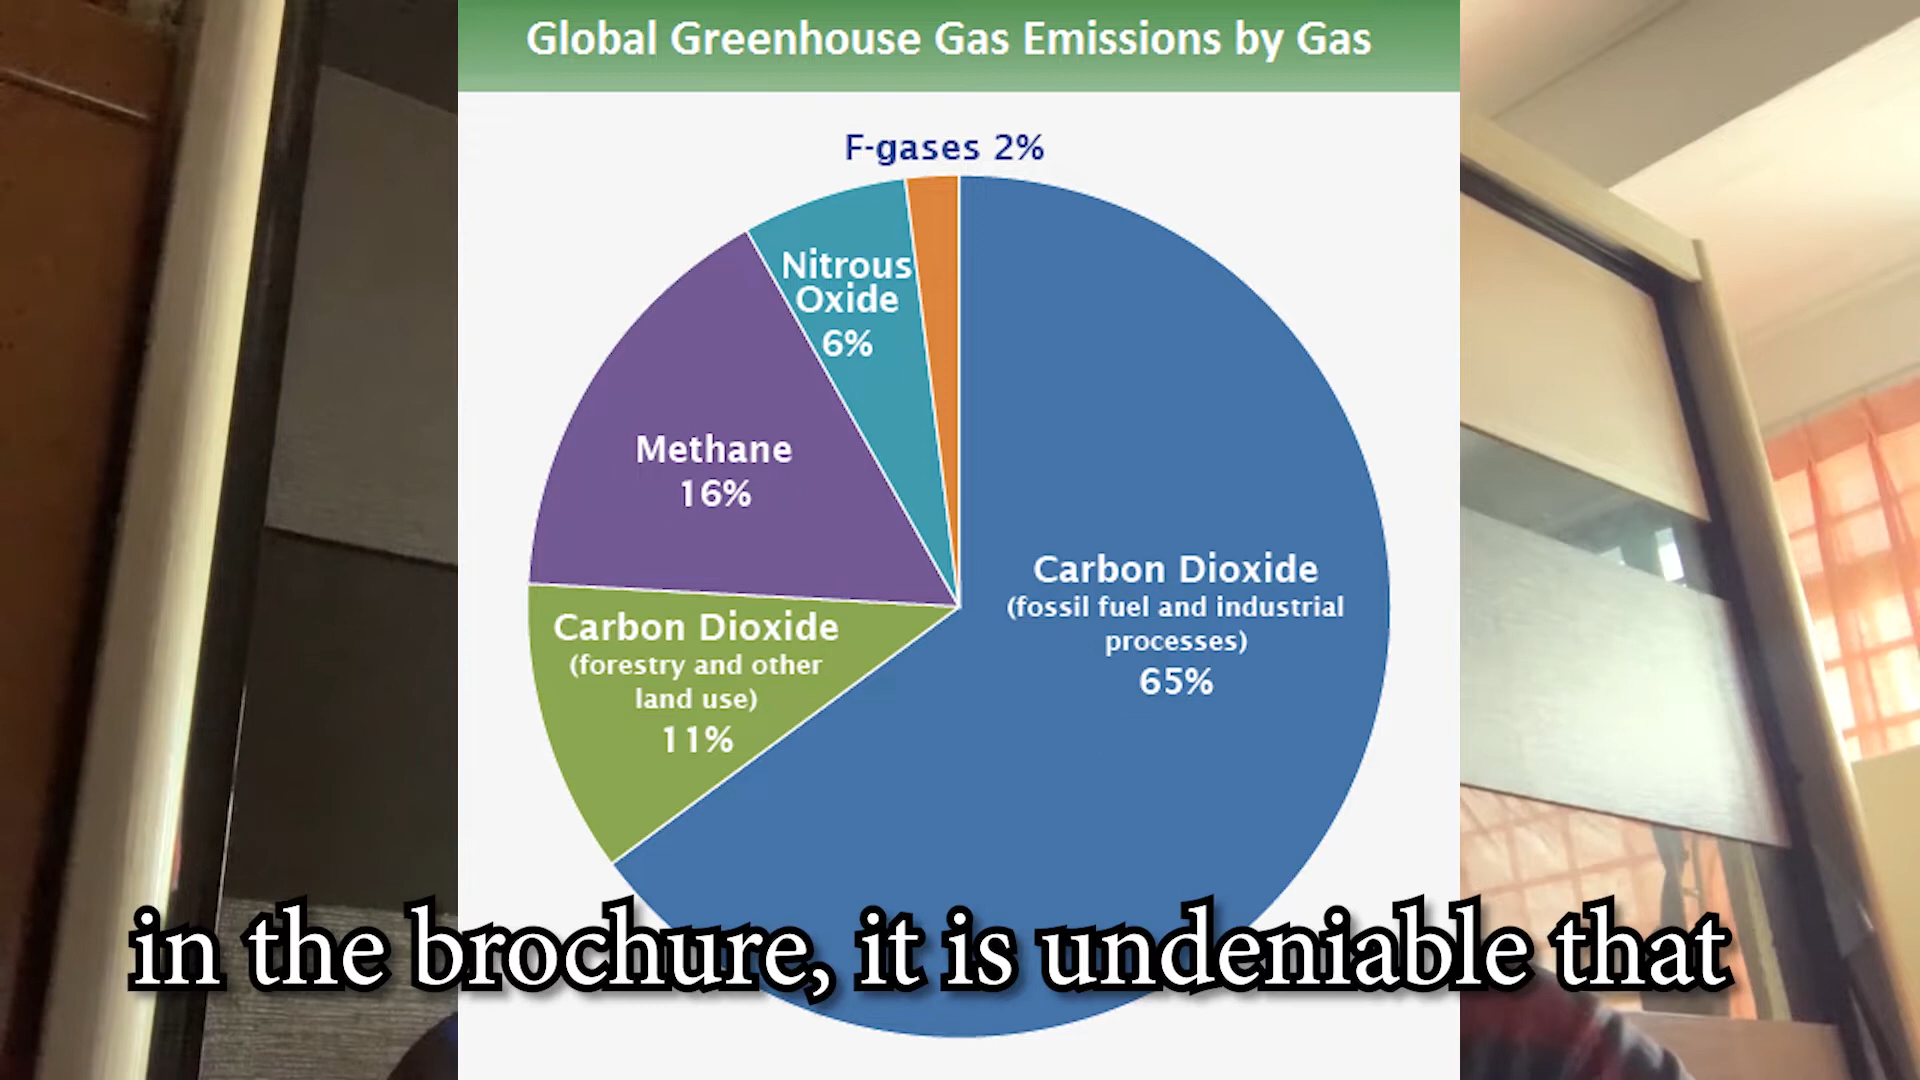 Global Greenhouse Gas Emissions by Gas
F-gases 2%
Nitrous
Oxide
6%
Methane
16%
Carbon Dioxide
(fossil fuel and industrial
processes)
65%
Carbon Dioxide
(forestry and other
land use)
11%
in the brochure, it is undeniable that